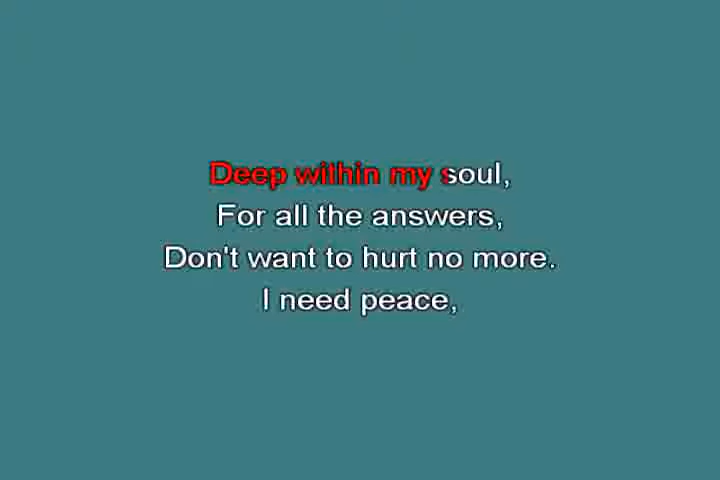 Deep within my soul,
For all the answers,
Don't want to hurt no more.
I need peace,